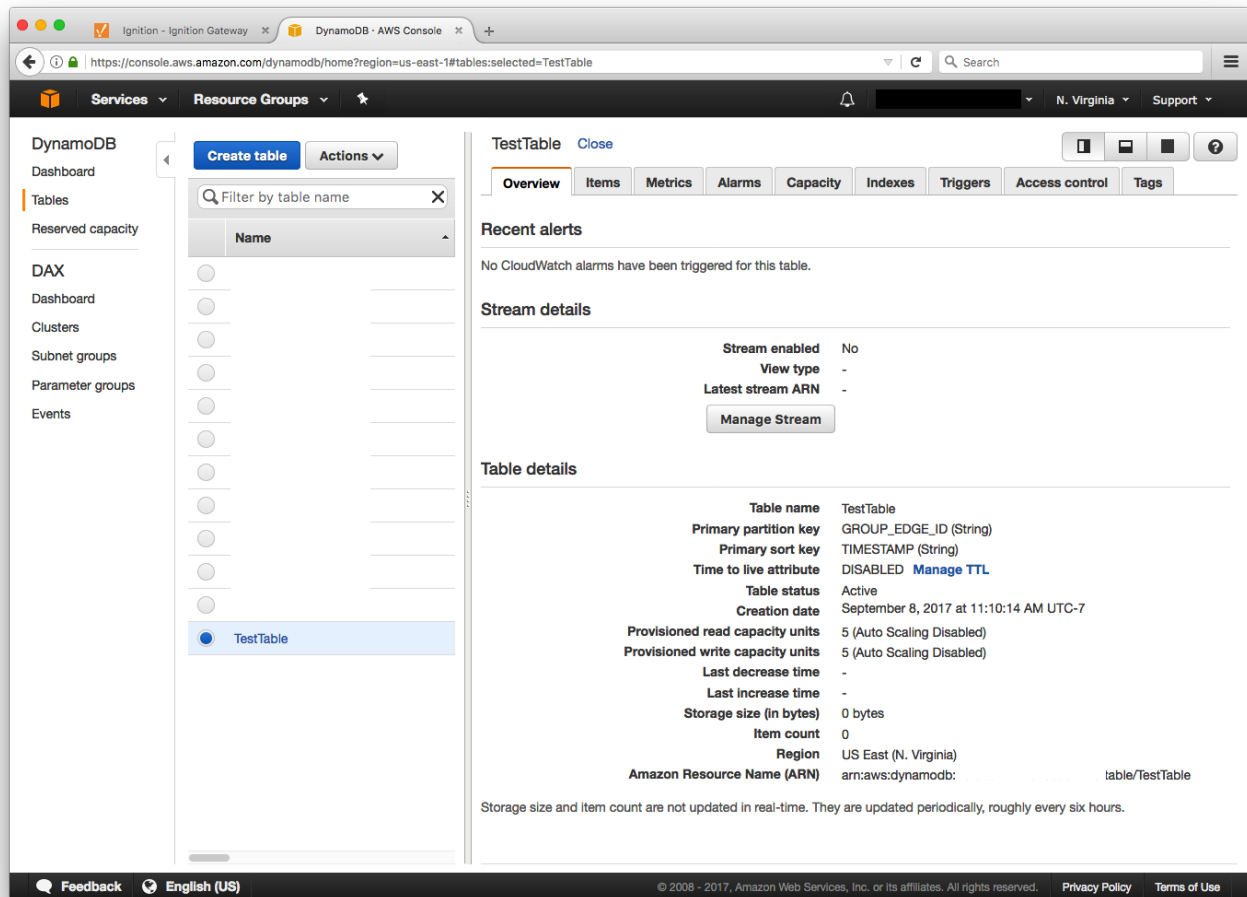 Ignition - Ignition Gateway
DynamoDB · AWS Console
https://console.aws.amazon.com/dynamodb/home?region=us-east-1#tables:selected=TestTable
Search
Services
Resource Groups
N. Virginia
Support
DynamoDB
Dashboard
Tables
Reserved capacity
DAX
Dashboard
Clusters
Subnet groups
Parameter groups
Events
Create table
Actions
Filter by table name
Name
TestTable
TestTable Close
Overview Items Metrics Alarms Capacity Indexes Triggers Access control Tags
Recent alerts
No CloudWatch alarms have been triggered for this table.
Stream details
Stream enabled No
View type -
Latest stream ARN -
Manage Stream
Table details
Table name TestTable
Primary partition key GROUP_EDGE_ID (String)
Primary sort key TIMESTAMP (String)
Time to live attribute DISABLED Manage TTL
Table status Active
Creation date September 8, 2017 at 11:10:14 AM UTC-7
Provisioned read capacity units 5 (Auto Scaling Disabled)
Provisioned write capacity units 5 (Auto Scaling Disabled)
Last decrease time -
Last increase time -
Storage size (in bytes) 0 bytes
Item count 0
Region US East (N. Virginia)
Amazon Resource Name (ARN) arn:aws:dynamodb: table/TestTable
Storage size and item count are not updated in real-time. They are updated periodically, roughly every six hours.
Feedback English (US)
© 2008 - 2017, Amazon Web Services, Inc. or its affiliates. All rights reserved. Privacy Policy Terms of Use